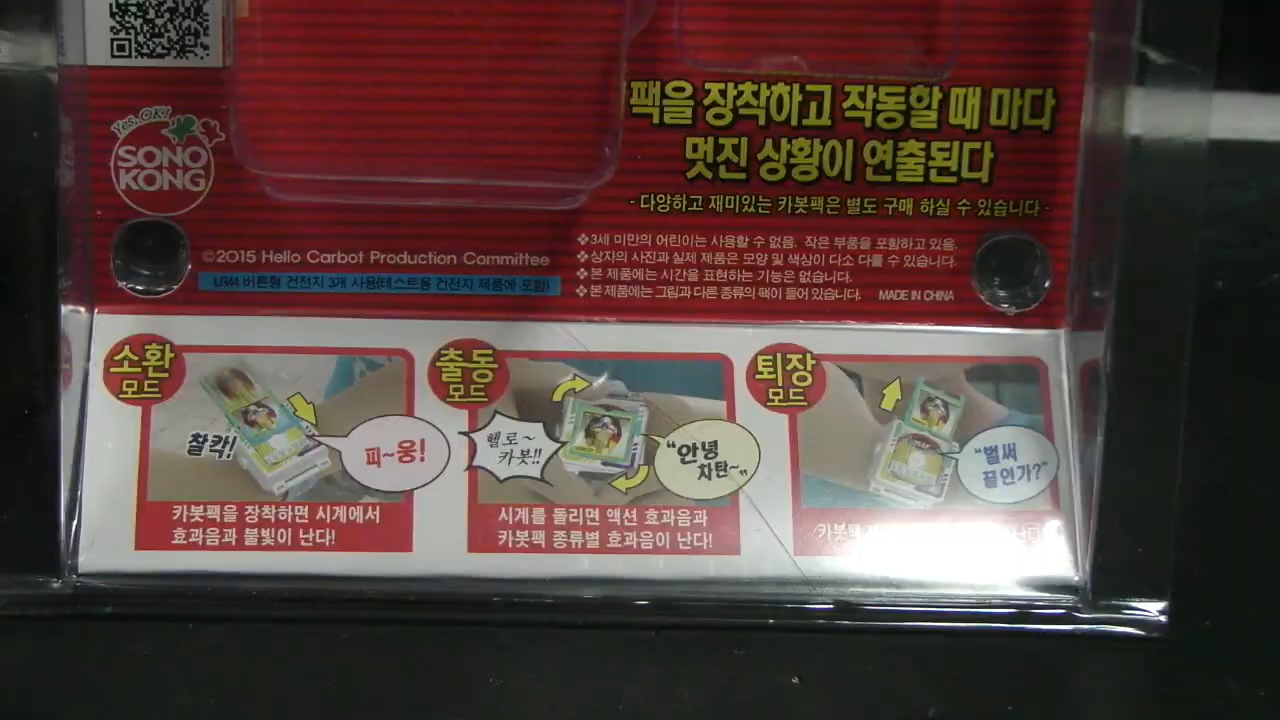 Yes, OK!
SONO
KONG
팩을 장착하고 작동할 때 마다
멋진 상황이 연출된다
- 다양하고 재미있는 카봇팩은 별도 구매 하실 수 있습니다 -
❖3세 미만의 어린이는 사용할 수 없음. 작은 부품을 포함하고 있음.
❖상자의 사진과 실제 제품은 모양 및 색상이 다소 다를 수 있습니다.
❖본 제품에는 시간을 표현하는 기능은 없습니다.
❖본 제품에는 그림과 다른 종류의 팩이 들어 있습니다. MADE IN CHINA
©2015 Hello Carbot Production Committee
LR44 버튼형 건전지 3개 사용(테스트용 건전지 제품에 포함)
소환
모드
찰칵!
피~웅!
카봇팩을 장착하면 시계에서
효과음과 불빛이 난다!
출동
모드
헬로~
카봇!!
"안녕
차탄~"
시계를 돌리면 액션 효과음과
카봇팩 종류별 효과음이 난다!
퇴장
모드
"벌써
끝인가?"
카봇팩